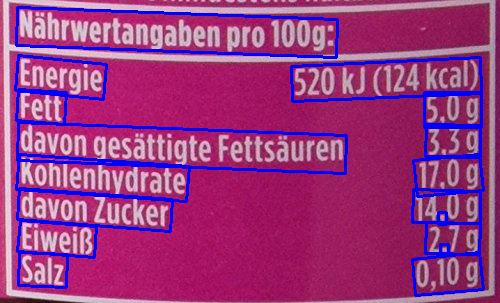 Nährwertangaben pro 100g:
Energie 520 kJ (124 kcal)
Fett 5,0 g
davon gesättigte Fettsäuren 3,3 g
Kohlenhydrate 17,0 g
davon Zucker 14,0 g
Eiweiß 2,7 g
Salz 0,10 g